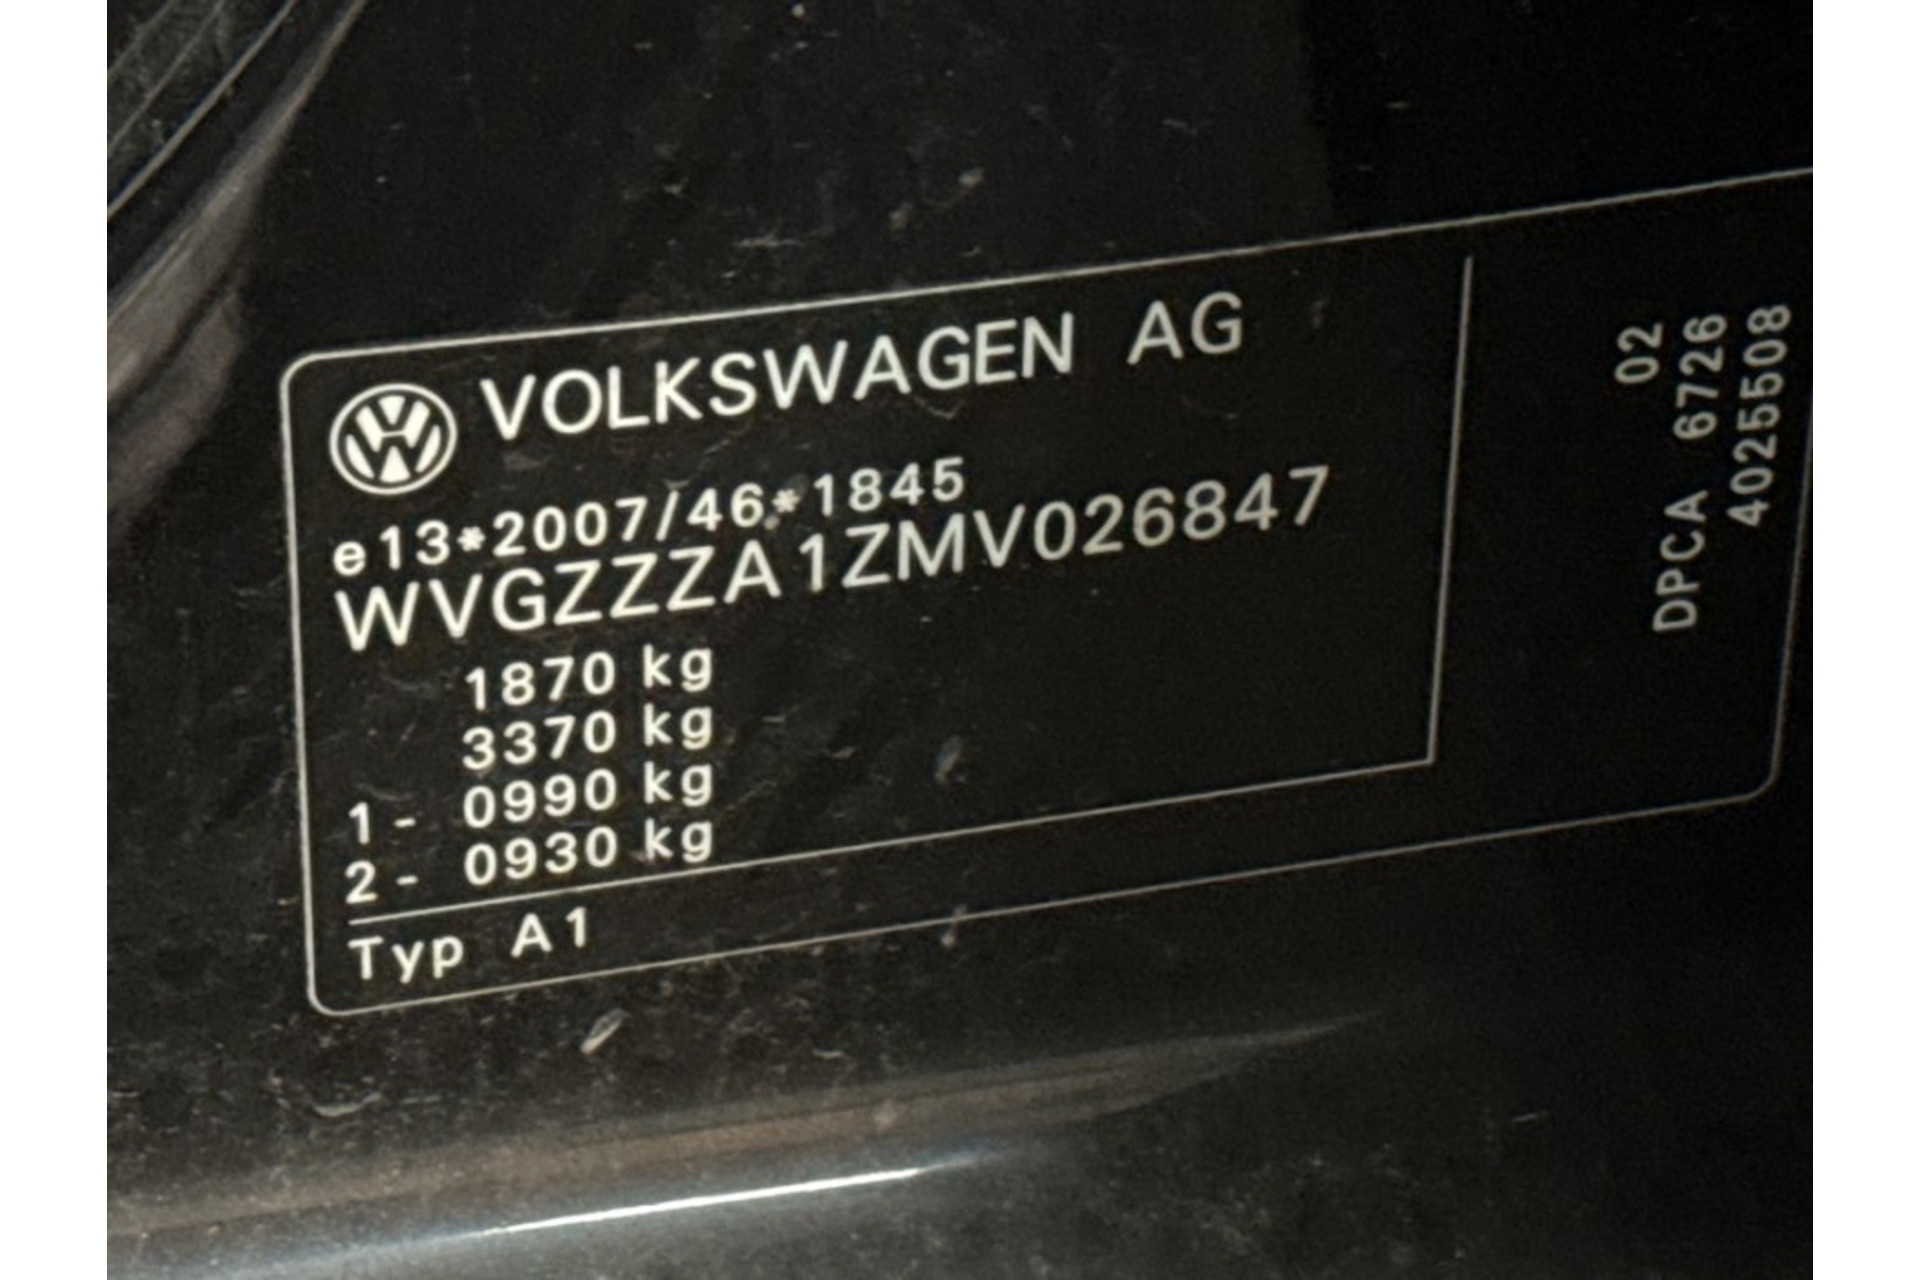 VOLKSWAGEN AG
e13*2007/46*1845
WVGZZZA1ZMV026847
1870 kg
3370 kg
1- 0990 kg
2- 0930 kg
Typ A1
02
DPCA 6726
4025508